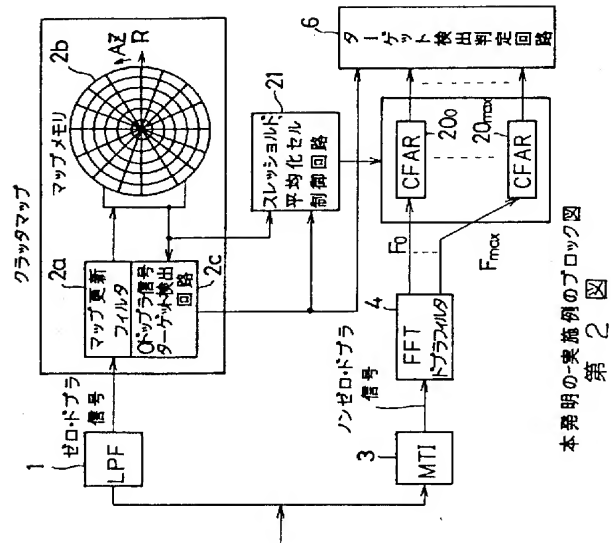 クラッタマップ
マップメモリ
2b
AZ
R
2a
マップ更新
フィルタ
0ドップラ信号
ターゲット検出
回路
2c
1
LPF
ゼロ・ドプラ
信号
21
スレッショルド,
平均化セル
制御回路
6
ターゲット検出判定回路
3
MTI
ノンゼロ・ドプラ
信号
4
FFT
ドプラフィルタ
F0
Fmax
CFAR
200
CFAR
20max
本発明の一実施例のブロック図
第 2 図